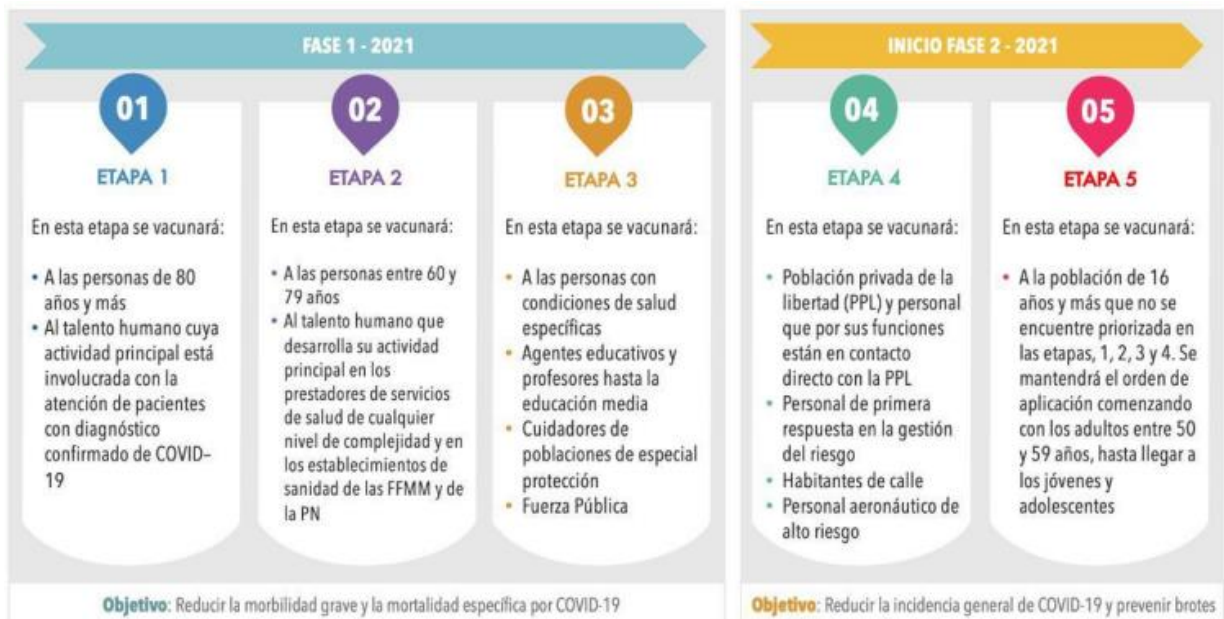 FASE 1 - 2021
01
ETAPA 1
En esta etapa se vacunará:
• A las personas de 80
años y más
• Al talento humano cuya
actividad principal está
involucrada con la
atención de pacientes
con diagnóstico
confirmado de COVID–
19
02
ETAPA 2
En esta etapa se vacunará:
• A las personas entre 60 y
79 años
• Al talento humano que
desarrolla su actividad
principal en los
prestadores de servicios
de salud de cualquier
nivel de complejidad y en
los establecimientos de
sanidad de las FFMM y de
la PN
03
ETAPA 3
En esta etapa se vacunará:
• A las personas con
condiciones de salud
específicas
• Agentes educativos y
profesores hasta la
educación media
• Cuidadores de
poblaciones de especial
protección
• Fuerza Pública
Objetivo: Reducir la morbilidad grave y la mortalidad específica por COVID-19
INICIO FASE 2 - 2021
04
ETAPA 4
En esta etapa se vacunará:
• Población privada de la
libertad (PPL) y personal
que por sus funciones
están en contacto
directo con la PPL
• Personal de primera
respuesta en la gestión
del riesgo
• Habitantes de calle
• Personal aeronáutico de
alto riesgo
05
ETAPA 5
En esta etapa se vacunará:
• A la población de 16
años y más que no se
encuentre priorizada en
las etapas, 1, 2, 3 y 4. Se
mantendrá el orden de
aplicación comenzando
con los adultos entre 50
y 59 años, hasta llegar a
los jóvenes y
adolescentes
Objetivo: Reducir la incidencia general de COVID-19 y prevenir brotes